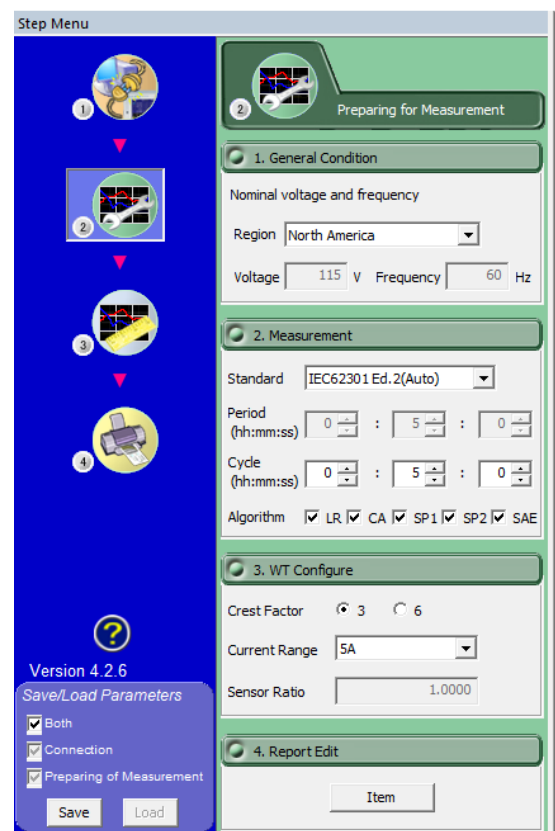 Step Menu
1
2
3
4
?
Version 4.2.6
Save/Load Parameters
Both
Connection
Preparing of Measurement
Save Load
2 Preparing for Measurement
1. General Condition
Nominal voltage and frequency
Region North America
Voltage 115 V Frequency 60 Hz
2. Measurement
Standard IEC62301 Ed.2(Auto)
Period
(hh:mm:ss) 0 : 5 : 0
Cycle
(hh:mm:ss) 0 : 5 : 0
Algorithm LR CA SP1 SP2 SAE
3. WT Configure
Crest Factor 3 6
Current Range 5A
Sensor Ratio 1.0000
4. Report Edit
Item